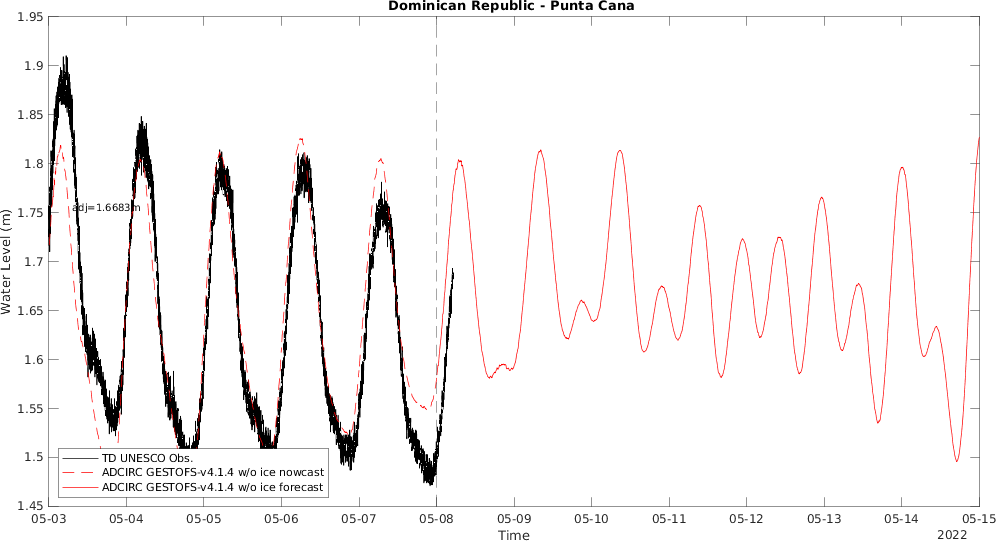 Dominican Republic - Punta Cana
1.95
1.9
1.85
1.8
1.75
1.7
1.65
1.6
1.55
1.5
1.45
Water Level (m)
adj=1.6683m
TD UNESCO Obs.
ADCIRC GESTOFS-v4.1.4 w/o ice nowcast
ADCIRC GESTOFS-v4.1.4 w/o ice forecast
05-03 05-04 05-05 05-06 05-07 05-08 05-09 05-10 05-11 05-12 05-13 05-14 05-15
Time
2022